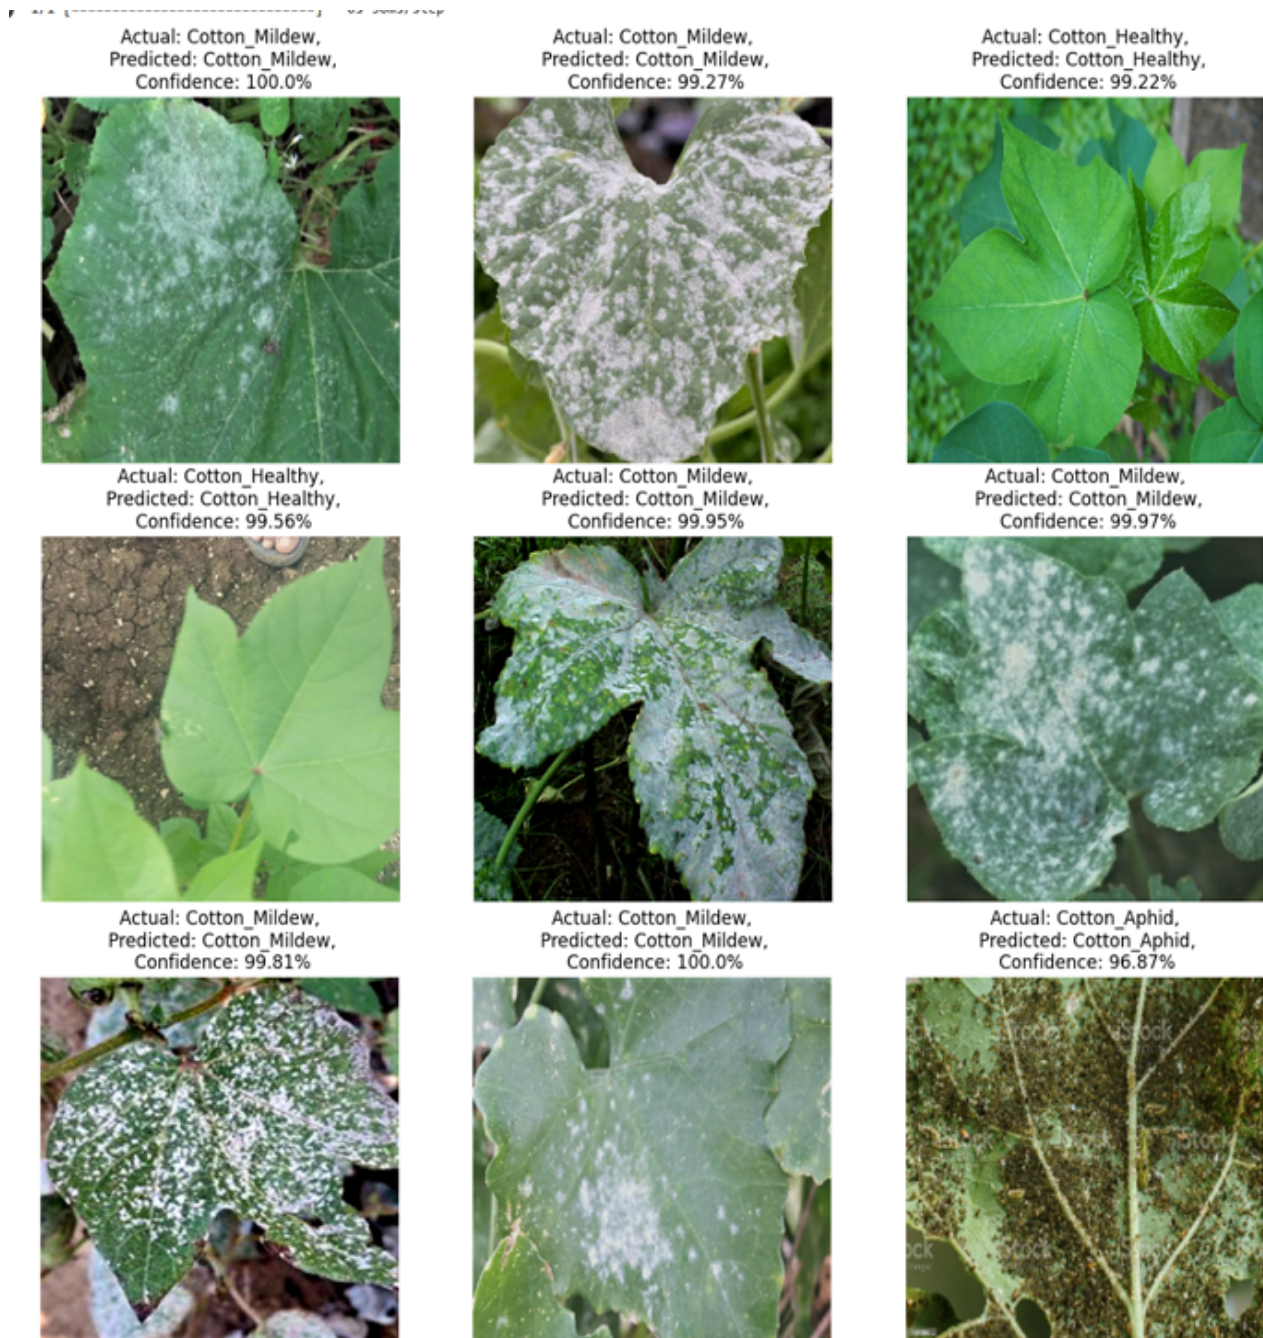 Actual: Cotton_Mildew,
Predicted: Cotton_Mildew,
Confidence: 100.0%
Actual: Cotton_Mildew,
Predicted: Cotton_Mildew,
Confidence: 99.27%
Actual: Cotton_Healthy,
Predicted: Cotton_Healthy,
Confidence: 99.22%
Actual: Cotton_Healthy,
Predicted: Cotton_Healthy,
Confidence: 99.56%
Actual: Cotton_Mildew,
Predicted: Cotton_Mildew,
Confidence: 99.95%
Actual: Cotton_Mildew,
Predicted: Cotton_Mildew,
Confidence: 99.97%
Actual: Cotton_Mildew,
Predicted: Cotton_Mildew,
Confidence: 99.81%
Actual: Cotton_Mildew,
Predicted: Cotton_Mildew,
Confidence: 100.0%
Actual: Cotton_Aphid,
Predicted: Cotton_Aphid,
Confidence: 96.87%
iStock
iStock
iStock